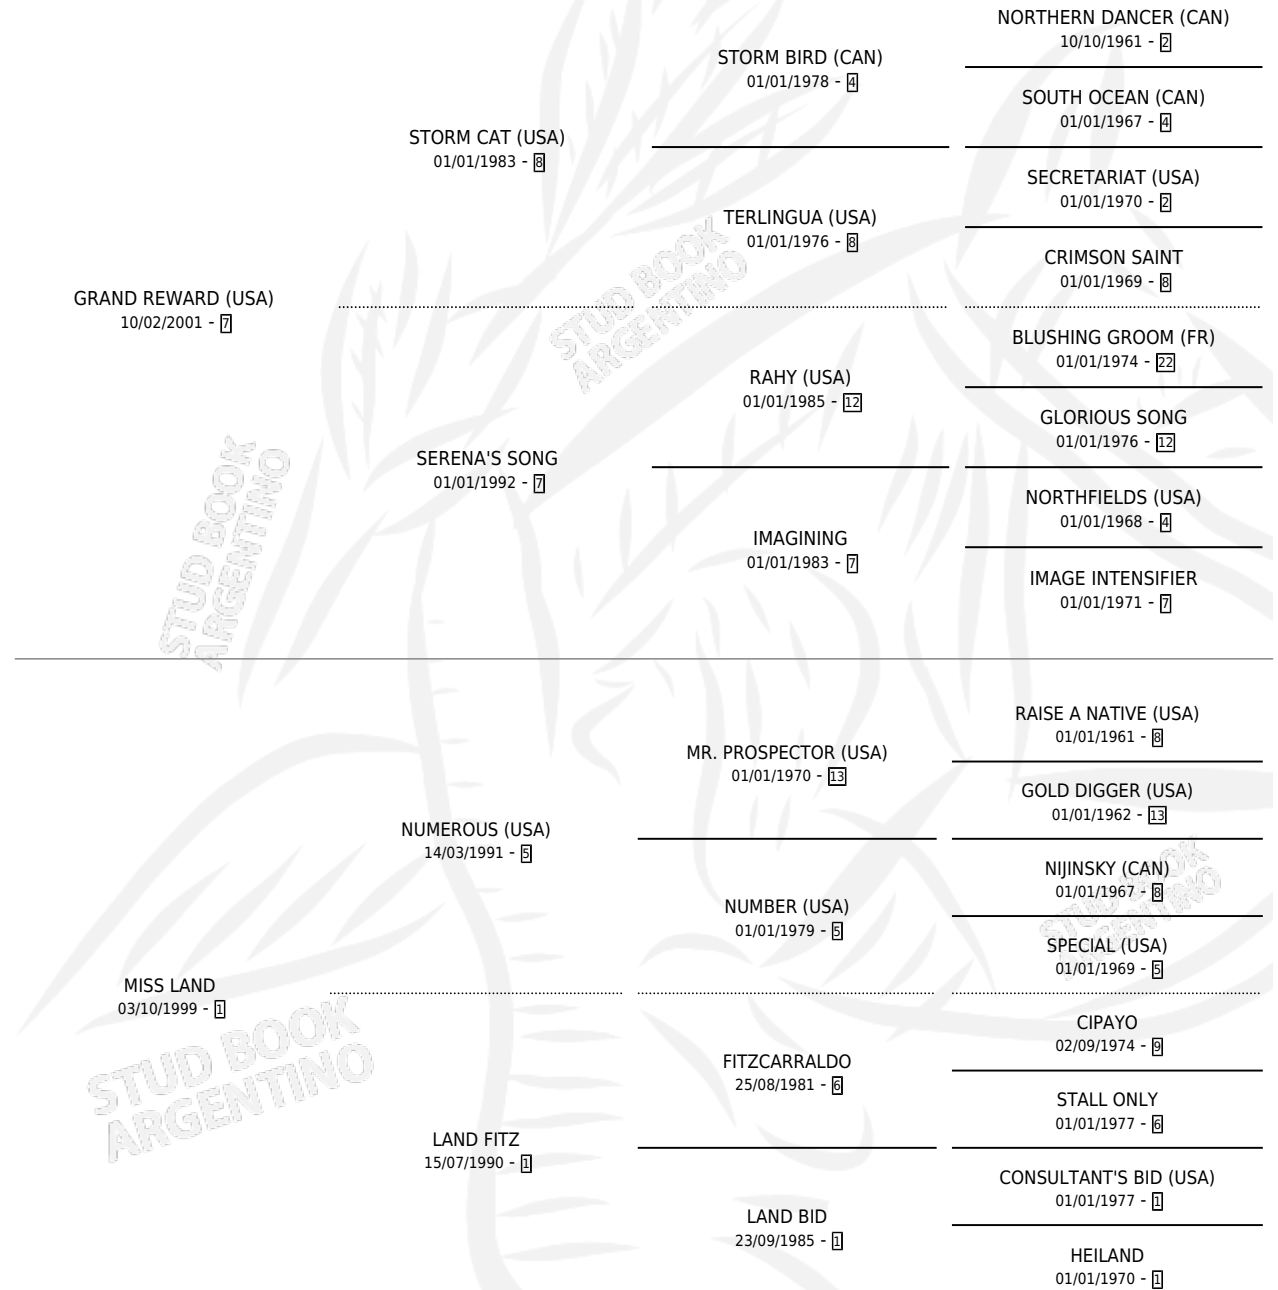 NORTHERN DANCER (CAN)
10/10/1961 - 2
STORM BIRD (CAN)
01/01/1978 - 4
SOUTH OCEAN (CAN)
01/01/1967 - 4
STORM CAT (USA)
01/01/1983 - 8
SECRETARIAT (USA)
01/01/1970 - 2
TERLINGUA (USA)
01/01/1976 - 8
CRIMSON SAINT
01/01/1969 - 8
GRAND REWARD (USA)
10/02/2001 - 7
BLUSHING GROOM (FR)
01/01/1974 - 22
RAHY (USA)
01/01/1985 - 12
GLORIOUS SONG
01/01/1976 - 12
SERENA'S SONG
01/01/1992 - 7
NORTHFIELDS (USA)
01/01/1968 - 4
IMAGINING
01/01/1983 - 7
IMAGE INTENSIFIER
01/01/1971 - 7
STUD BOOK
ARGENTINO
STUD BOOK
ARGENTINO
RAISE A NATIVE (USA)
01/01/1961 - 8
MR. PROSPECTOR (USA)
01/01/1970 - 13
GOLD DIGGER (USA)
01/01/1962 - 13
NUMEROUS (USA)
14/03/1991 - 5
NIJINSKY (CAN)
01/01/1967 - 8
NUMBER (USA)
01/01/1979 - 5
SPECIAL (USA)
01/01/1969 - 5
MISS LAND
03/10/1999 - 1
CIPAYO
02/09/1974 - 9
FITZCARRALDO
25/08/1981 - 6
STALL ONLY
01/01/1977 - 6
LAND FITZ
15/07/1990 - 1
CONSULTANT'S BID (USA)
01/01/1977 - 1
LAND BID
23/09/1985 - 1
HEILAND
01/01/1970 - 1
STUD BOOK
ARGENTINO
STUD BOOK
ARGENTINO